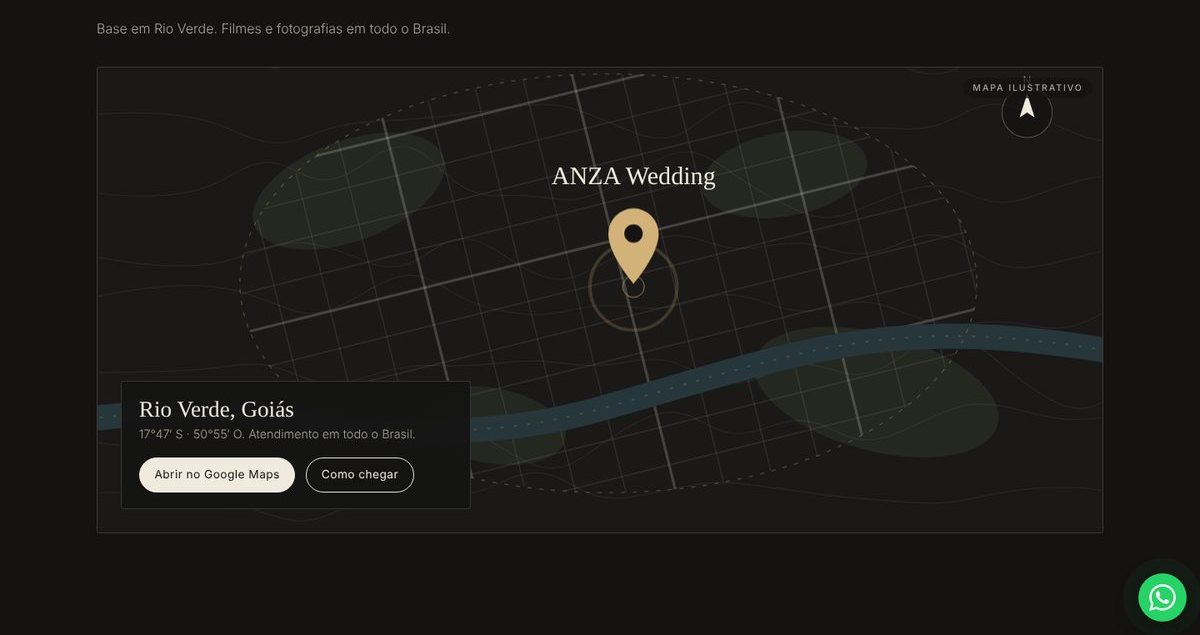 Base em Rio Verde. Filmes e fotografias em todo o Brasil.
N
MAPA ILUSTRATIVO
ANZA Wedding
Rio Verde, Goiás
17°47′ S · 50°55′ O. Atendimento em todo o Brasil.
Abrir no Google Maps
Como chegar